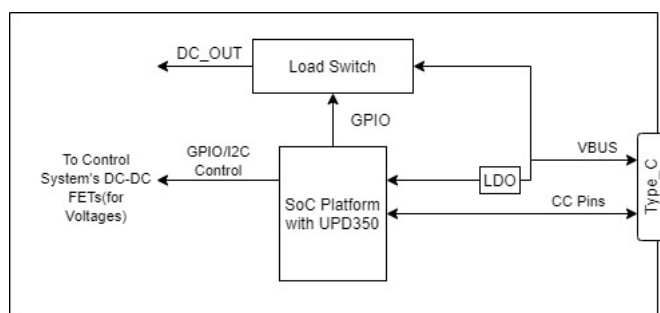 DC_OUT
Load Switch
GPIO
To Control
System's DC-DC
FETs(for
Voltages)
GPIO/I2C
Control
SoC Platform
with UPD350
LDO
VBUS
CC Pins
Type_C